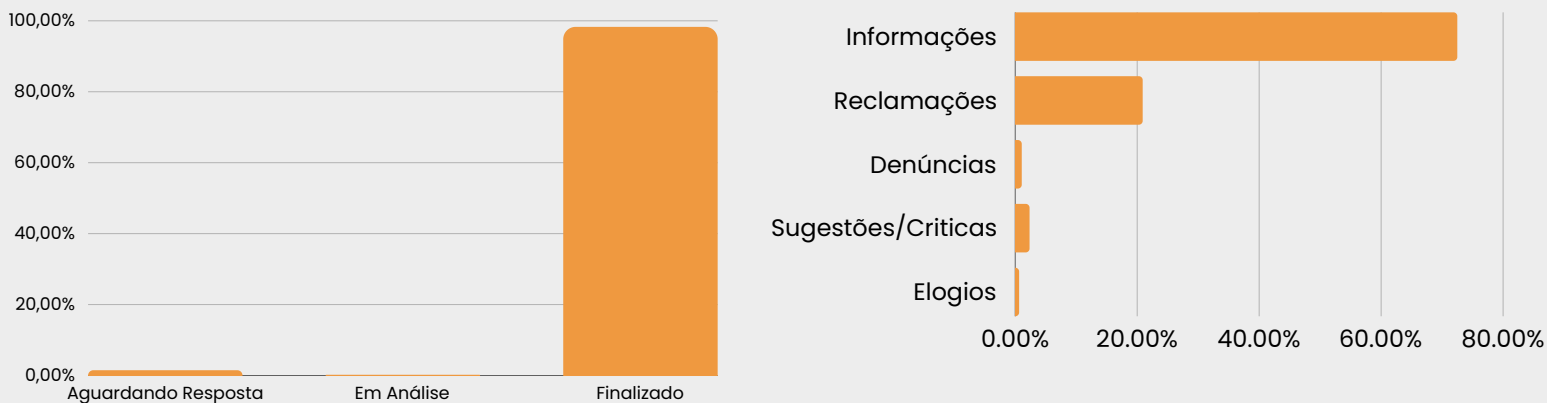 100,00%
80,00%
60,00%
40,00%
20,00%
0,00%
Aguardando Resposta
Em Análise
Finalizado
Informações
Reclamações
Denúncias
Sugestões/Criticas
Elogios
0.00%
20.00%
40.00%
60.00%
80.00%